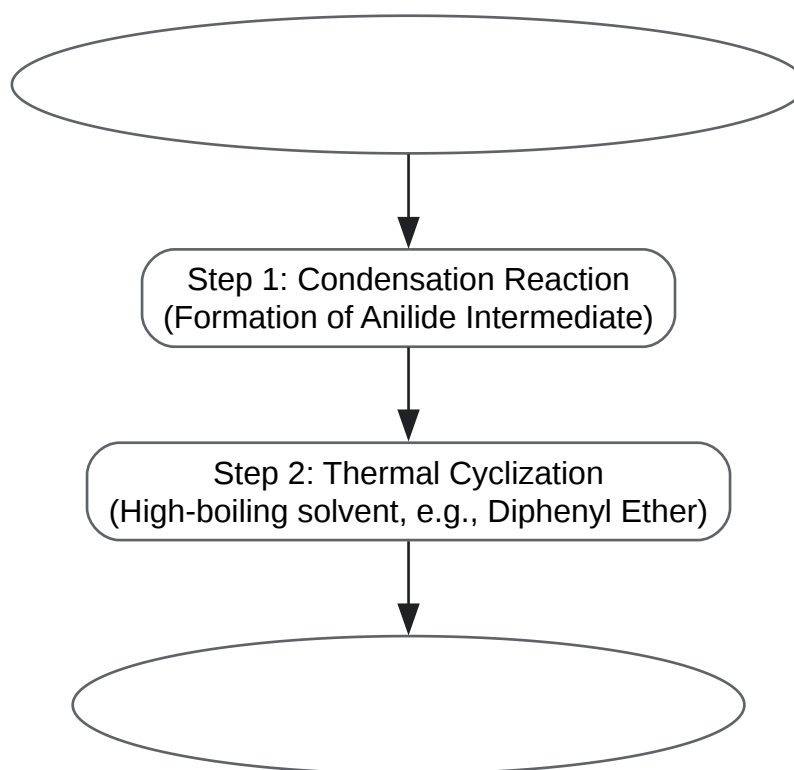 Step 1: Condensation Reaction
(Formation of Anilide Intermediate)
Step 2: Thermal Cyclization
(High-boiling solvent, e.g., Diphenyl Ether)